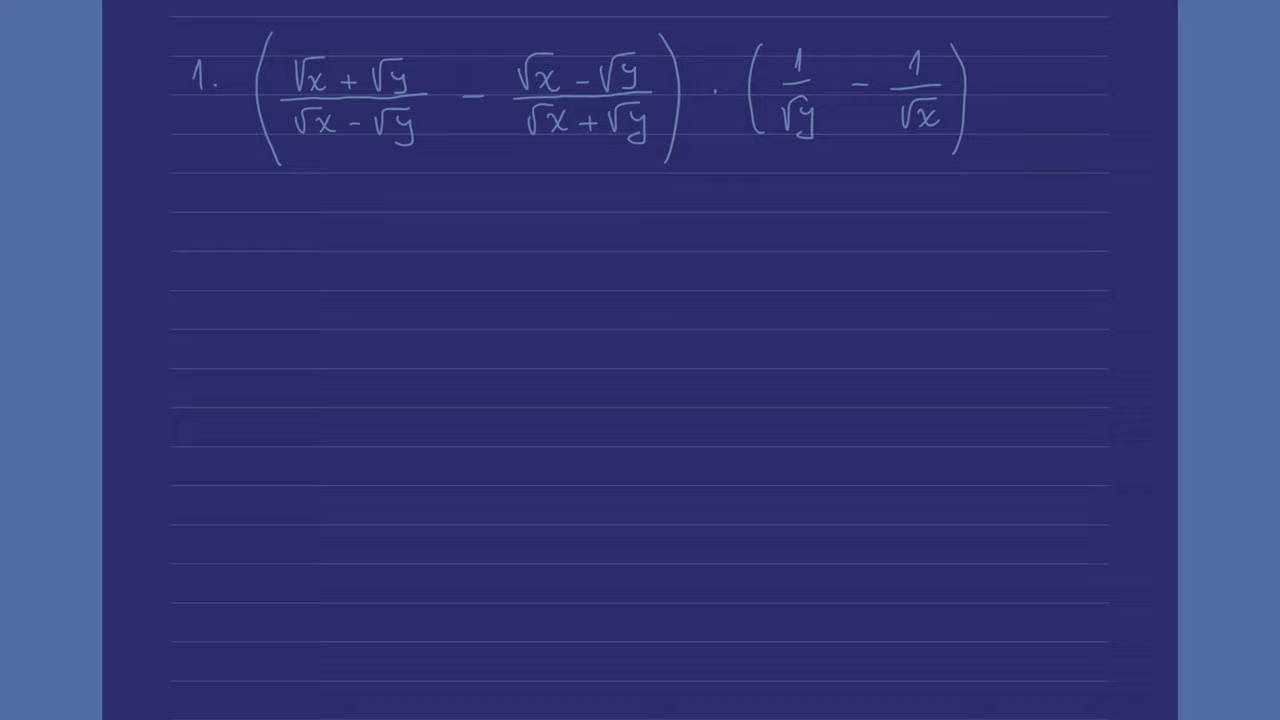 1. ( (√x + √y)/(√x - √y) - (√x - √y)/(√x + √y) ) · ( 1/√y - 1/√x )